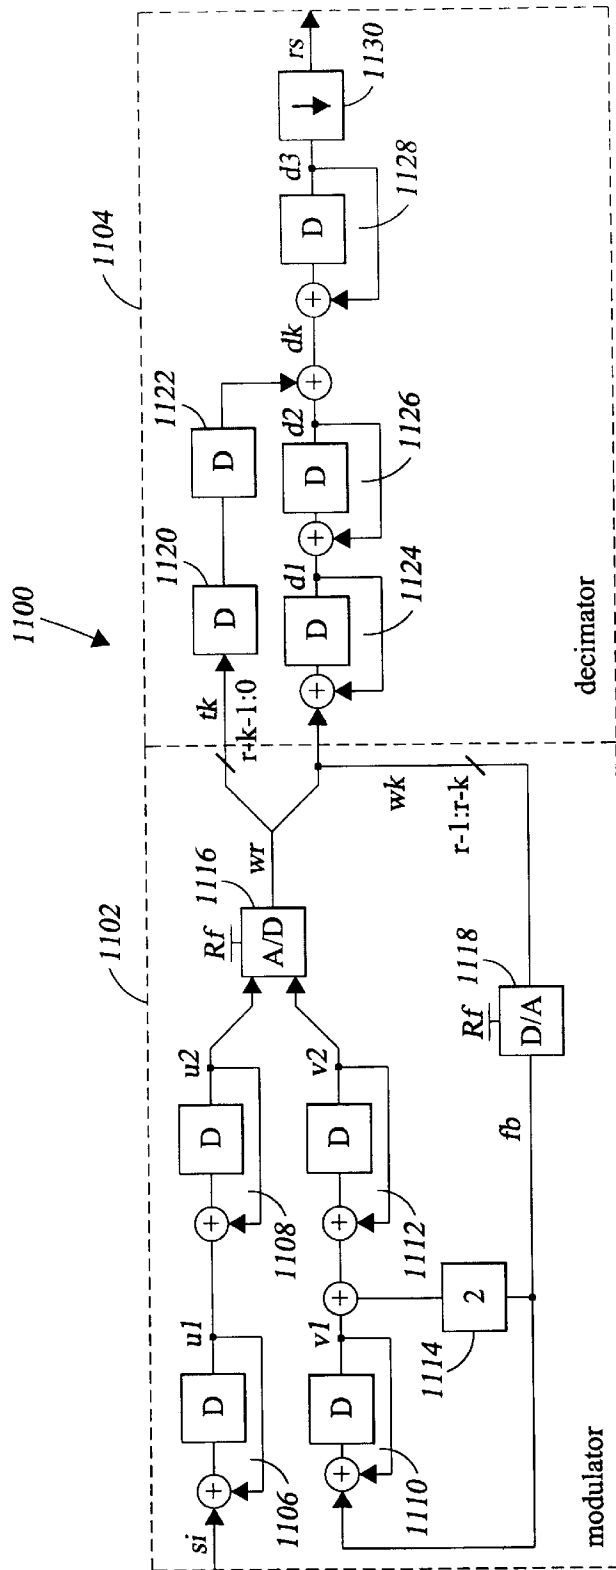 1100
1102
1104
si
D
u1
1106
D
u2
1108
D
v1
1110
2
1114
D
v2
1112
Rf
A/D
1116
wr
fb
Rf
D/A
1118
wk
r-1:r-k
tk
r-k-1:0
D
1120
D
1122
D
d1
1124
D
d2
1126
dk
D
d3
1128
1130
rs
modulator
decimator